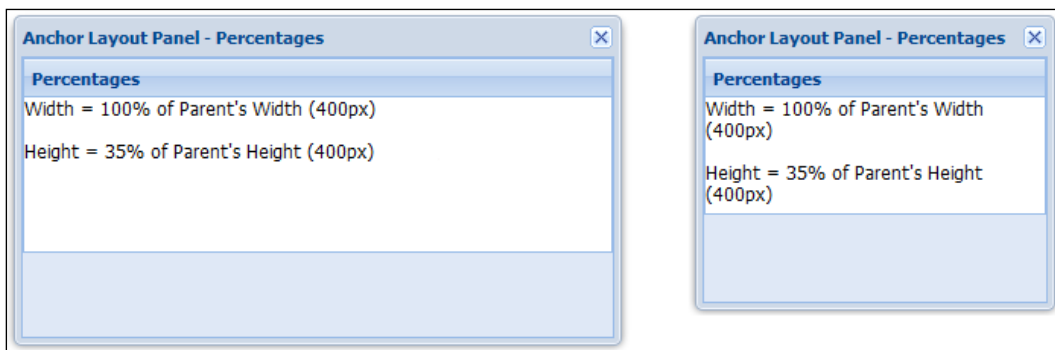 Anchor Layout Panel - Percentages
Percentages
Width = 100% of Parent's Width (400px)
Height = 35% of Parent's Height (400px)
Anchor Layout Panel - Percentages
Percentages
Width = 100% of Parent's Width
(400px)
Height = 35% of Parent's Height
(400px)